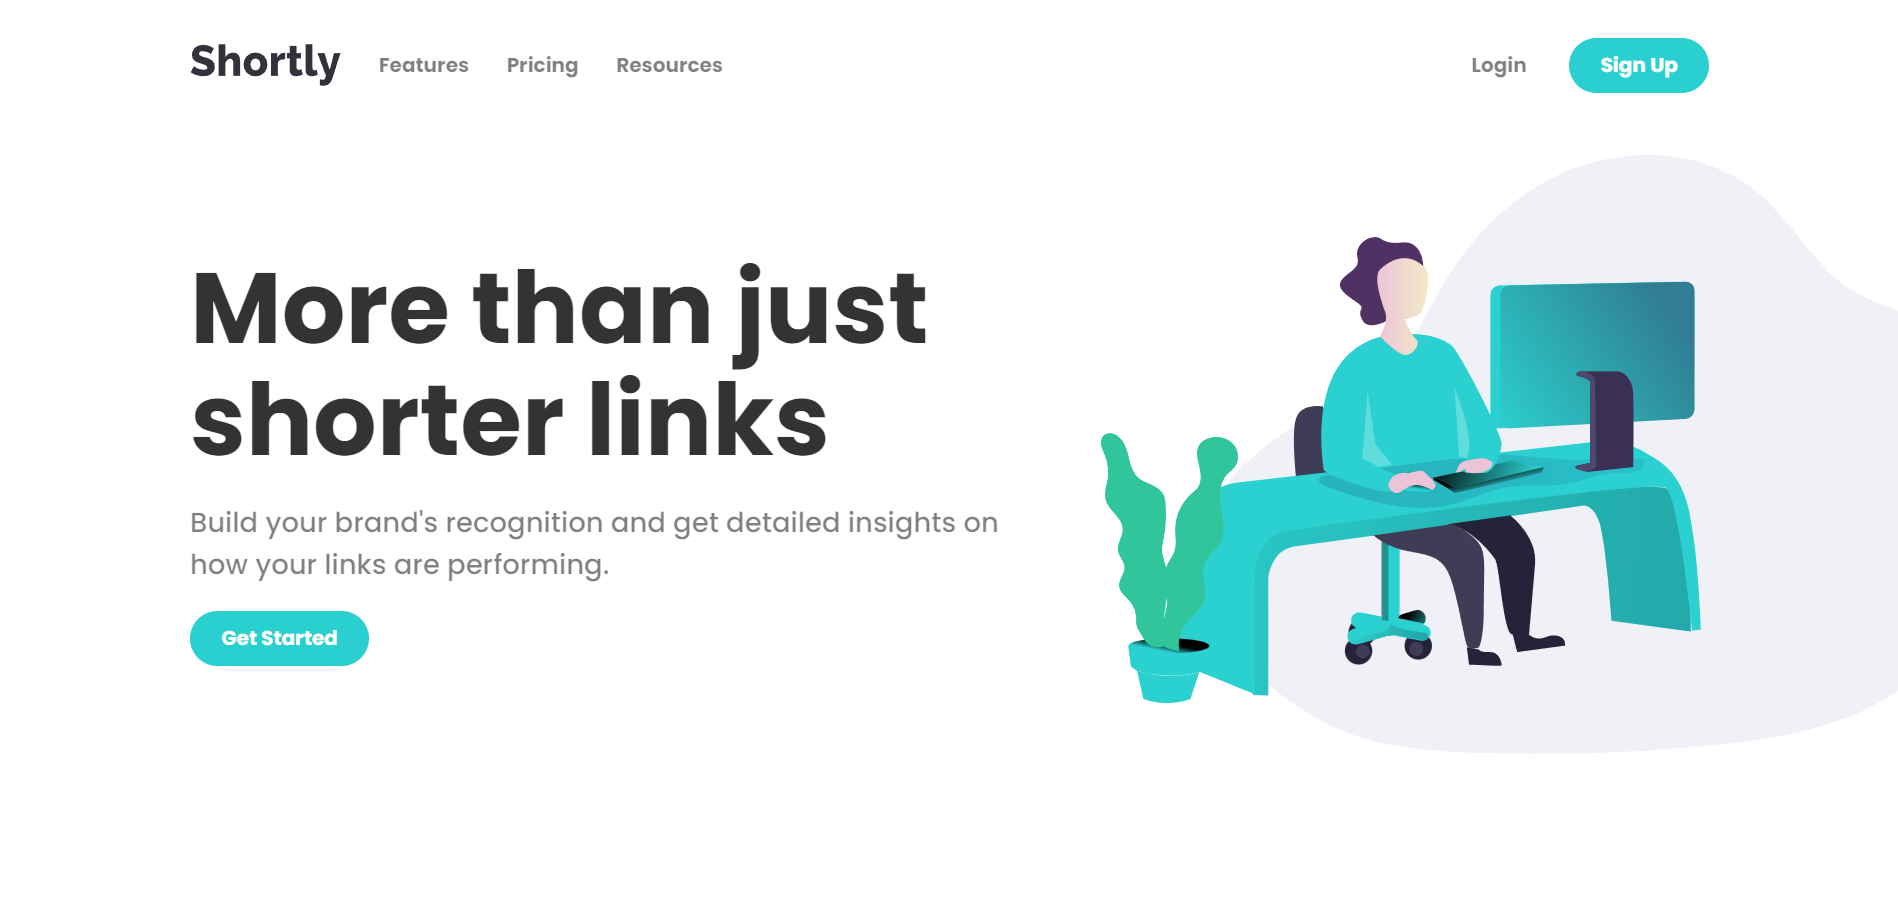 Shortly Features Pricing Resources Login Sign Up
More than just
shorter links
Build your brand's recognition and get detailed insights on
how your links are performing.
Get Started